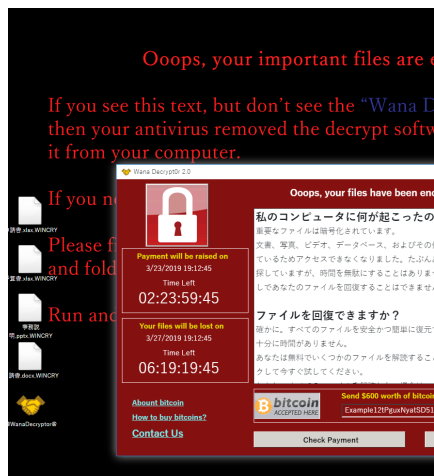 Ooops, your important files are e
If you see this text, but don't see the “Wana D
then your antivirus removed the decrypt softw
it from your computer.
If you n
Please f
and fold
Run and
.xlsx.WINCRY
.xlsx.WINCRY
.pptx.WINCRY
.docx.WINCRY
WanaDecryptor@
Wana Decrypt0r 2.0
Ooops, your files have been enc
Payment will be raised on
3/23/2019 19:12:45
Time Left
02:23:59:45
Your files will be lost on
3/27/2019 19:12:45
Time Left
06:19:19:45
About bitcoin
How to buy bitcoins?
Contact Us
私のコンピュータに何が起こったの
重要なファイルは暗号化されています。
文書、写真、ビデオ、データベース、およびその
ているためアクセスできなくなりました。たぶん
探していますが、時間を無駄にすることはありま
しであなたのファイルを回復することはできませ
ファイルを回復できますか？
確かに。すべてのファイルを安全かつ簡単に復元
十分に時間がありません。
あなたは無料でいくつかのファイルを解読するこ
クして今すぐ試してください。
bitcoin
ACCEPTED HERE
Send $600 worth of bitcoin
Example12tPguxNyatSD51
Check Payment